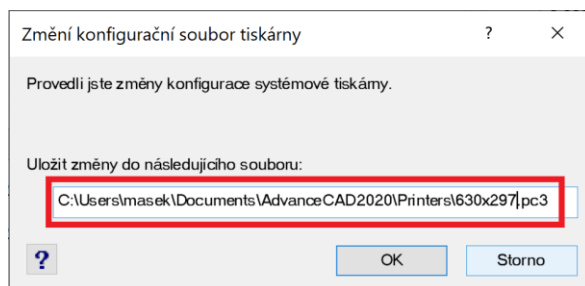 Změní konfigurační soubor tiskárny
Provedli jste změny konfigurace systémové tiskárny.
Uložit změny do následujícího souboru:
C:\Users\masek\Documents\AdvanceCAD2020\Printers\630x297.pc3
OK
Storno